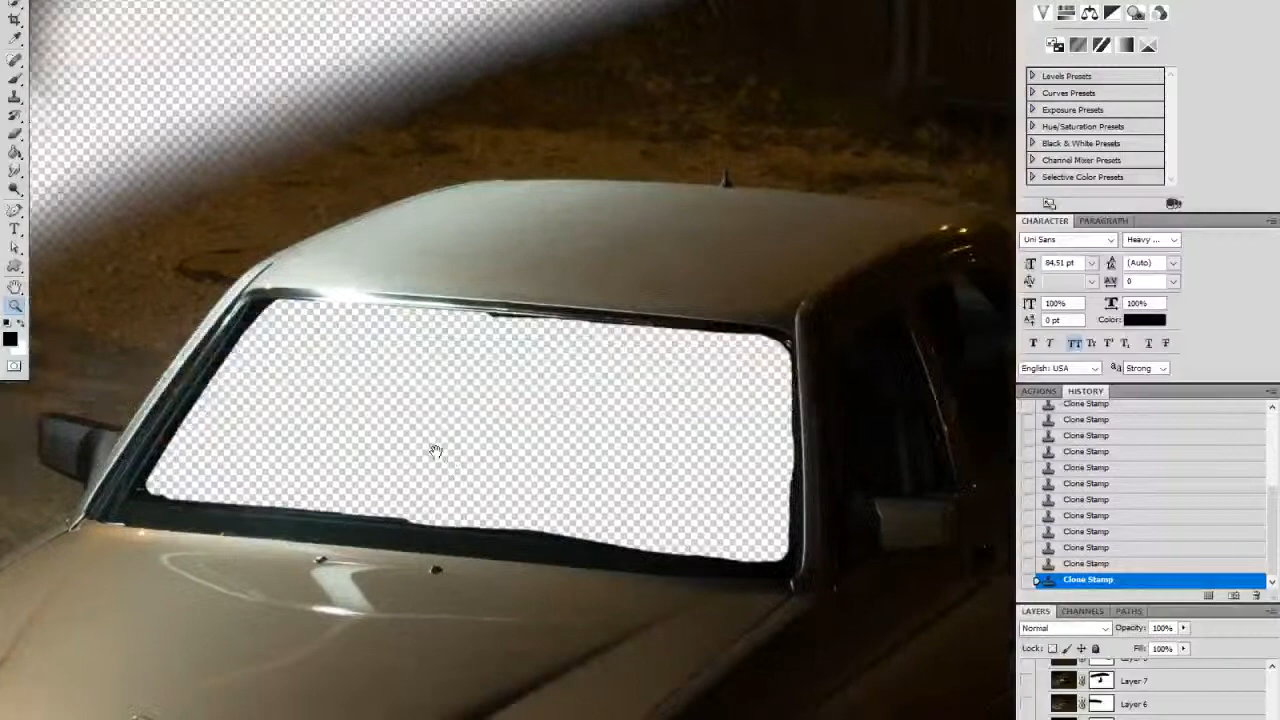 Levels Presets
Curves Presets
Exposure Presets
Hue/Saturation Presets
Black & White Presets
Channel Mixer Presets
Selective Color Presets
CHARACTER PARAGRAPH
Uni Sans Heavy ...
84.51 pt (Auto)
0
100% 100%
0 pt Color:
English: USA aa Strong
ACTIONS HISTORY
Clone Stamp
Clone Stamp
Clone Stamp
Clone Stamp
Clone Stamp
Clone Stamp
Clone Stamp
Clone Stamp
Clone Stamp
Clone Stamp
Clone Stamp
Clone Stamp
LAYERS CHANNELS PATHS
Normal Opacity: 100%
Lock: Fill: 100%
Layer 7
Layer 6